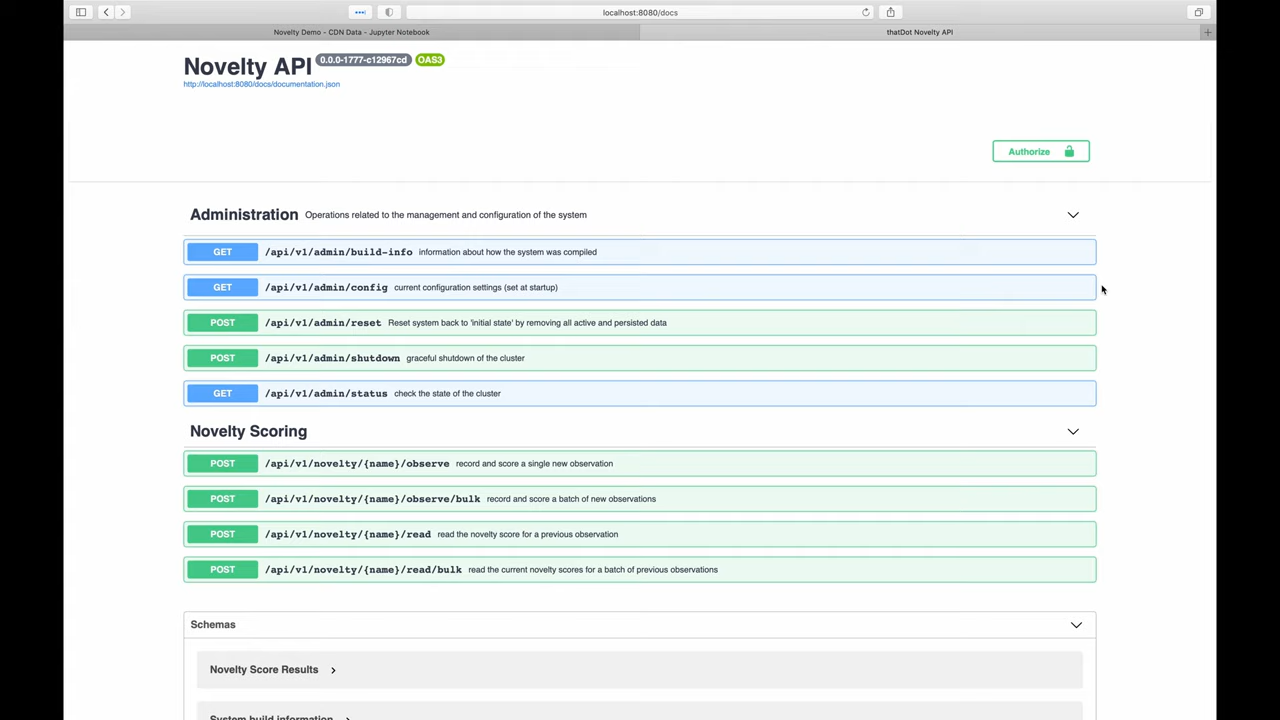 localhost:8080/docs
Novelty Demo - CDN Data - Jupyter Notebook
thatDot Novelty API
Novelty API 0.0.0-1777-c12967cd OAS3
http://localhost:8080/docs/documentation.json
Authorize
Administration Operations related to the management and configuration of the system
GET /api/v1/admin/build-info information about how the system was compiled
GET /api/v1/admin/config current configuration settings (set at startup)
POST /api/v1/admin/reset Reset system back to 'initial state' by removing all active and persisted data
POST /api/v1/admin/shutdown graceful shutdown of the cluster
GET /api/v1/admin/status check the state of the cluster
Novelty Scoring
POST /api/v1/novelty/{name}/observe record and score a single new observation
POST /api/v1/novelty/{name}/observe/bulk record and score a batch of new observations
POST /api/v1/novelty/{name}/read read the novelty score for a previous observation
POST /api/v1/novelty/{name}/read/bulk read the current novelty scores for a batch of previous observations
Schemas
Novelty Score Results
System build information